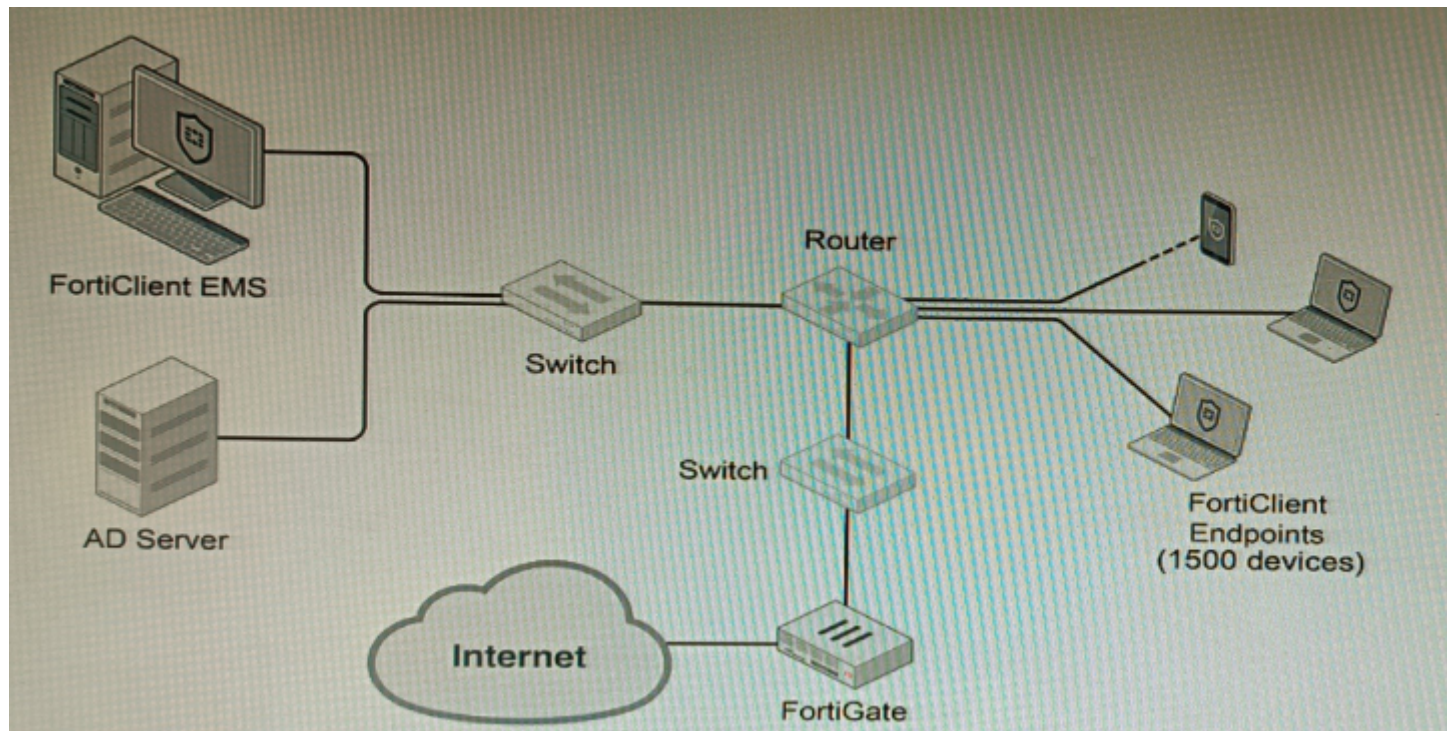 FortiClient EMS
Router
Switch
AD Server
Switch
FortiClient
Endpoints
(1500 devices)
Internet
FortiGate